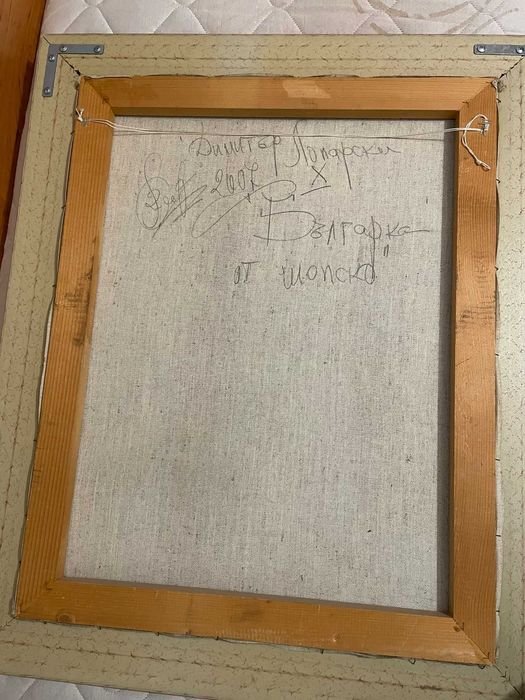 Димитър Лопарски
2007 X
Българка
от шопско"